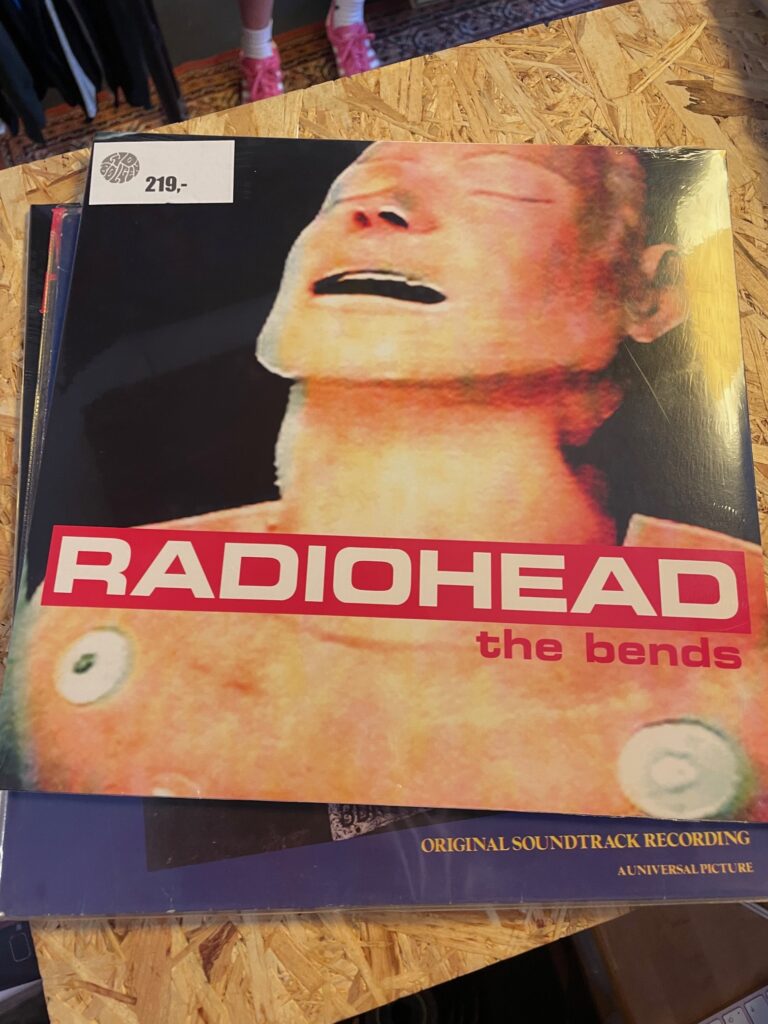 219,-
RADIOHEAD
the bends
ORIGINAL SOUNDTRACK RECORDING
A UNIVERSAL PICTURE